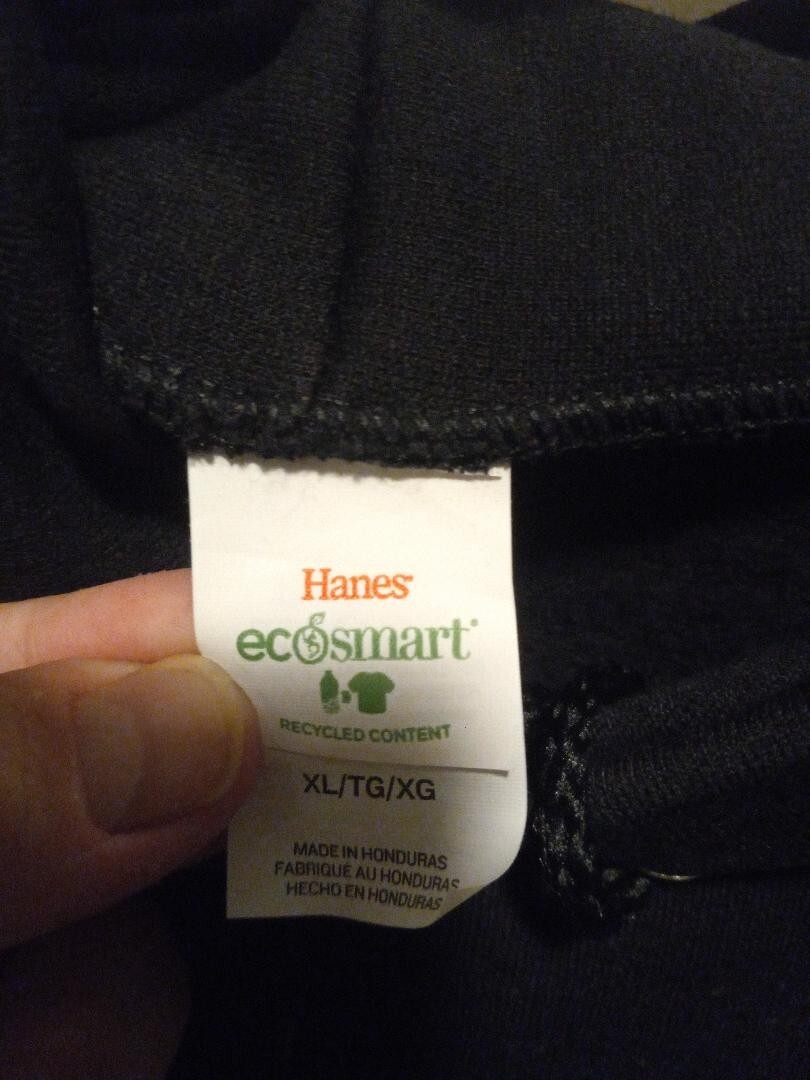 Hanes
ecosmart
RECYCLED CONTENT
XL/TG/XG
MADE IN HONDURAS
FABRIQUÉ AU HONDURAS
HECHO EN HONDURAS